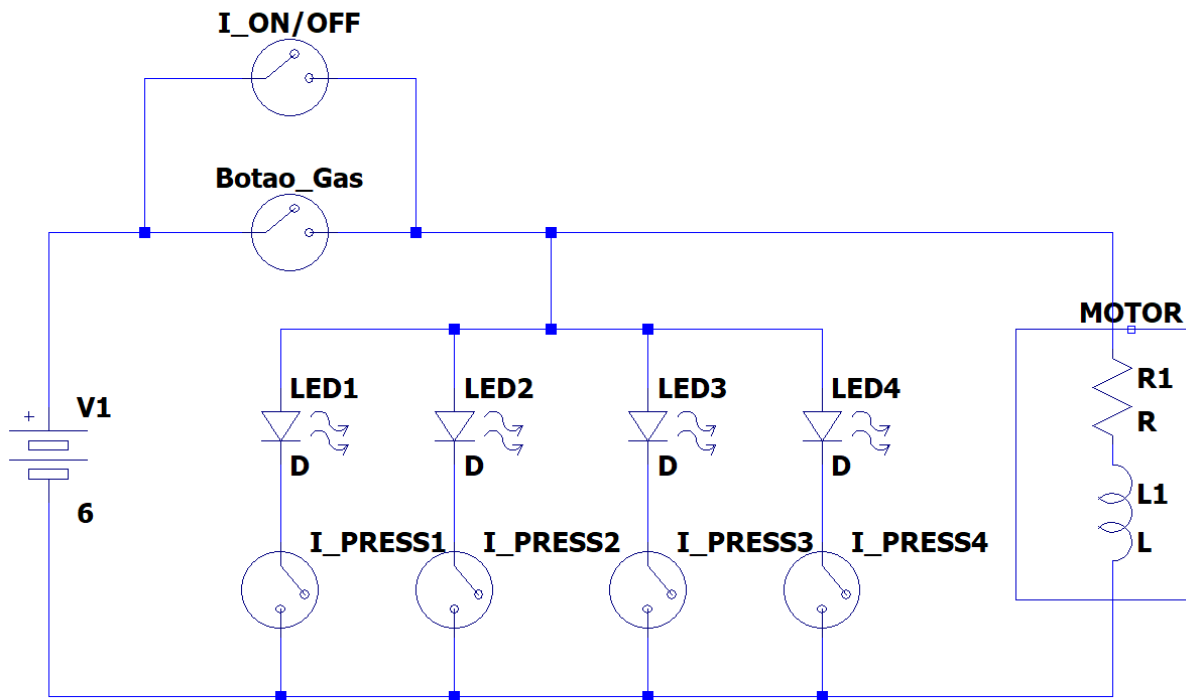 I_ON/OFF
Botao_Gas
MOTOR
LED1
LED2
LED3
LED4
R1
V1
+
R
D
D
D
D
L1
6
I_PRESS1
I_PRESS2
I_PRESS3
I_PRESS4
L